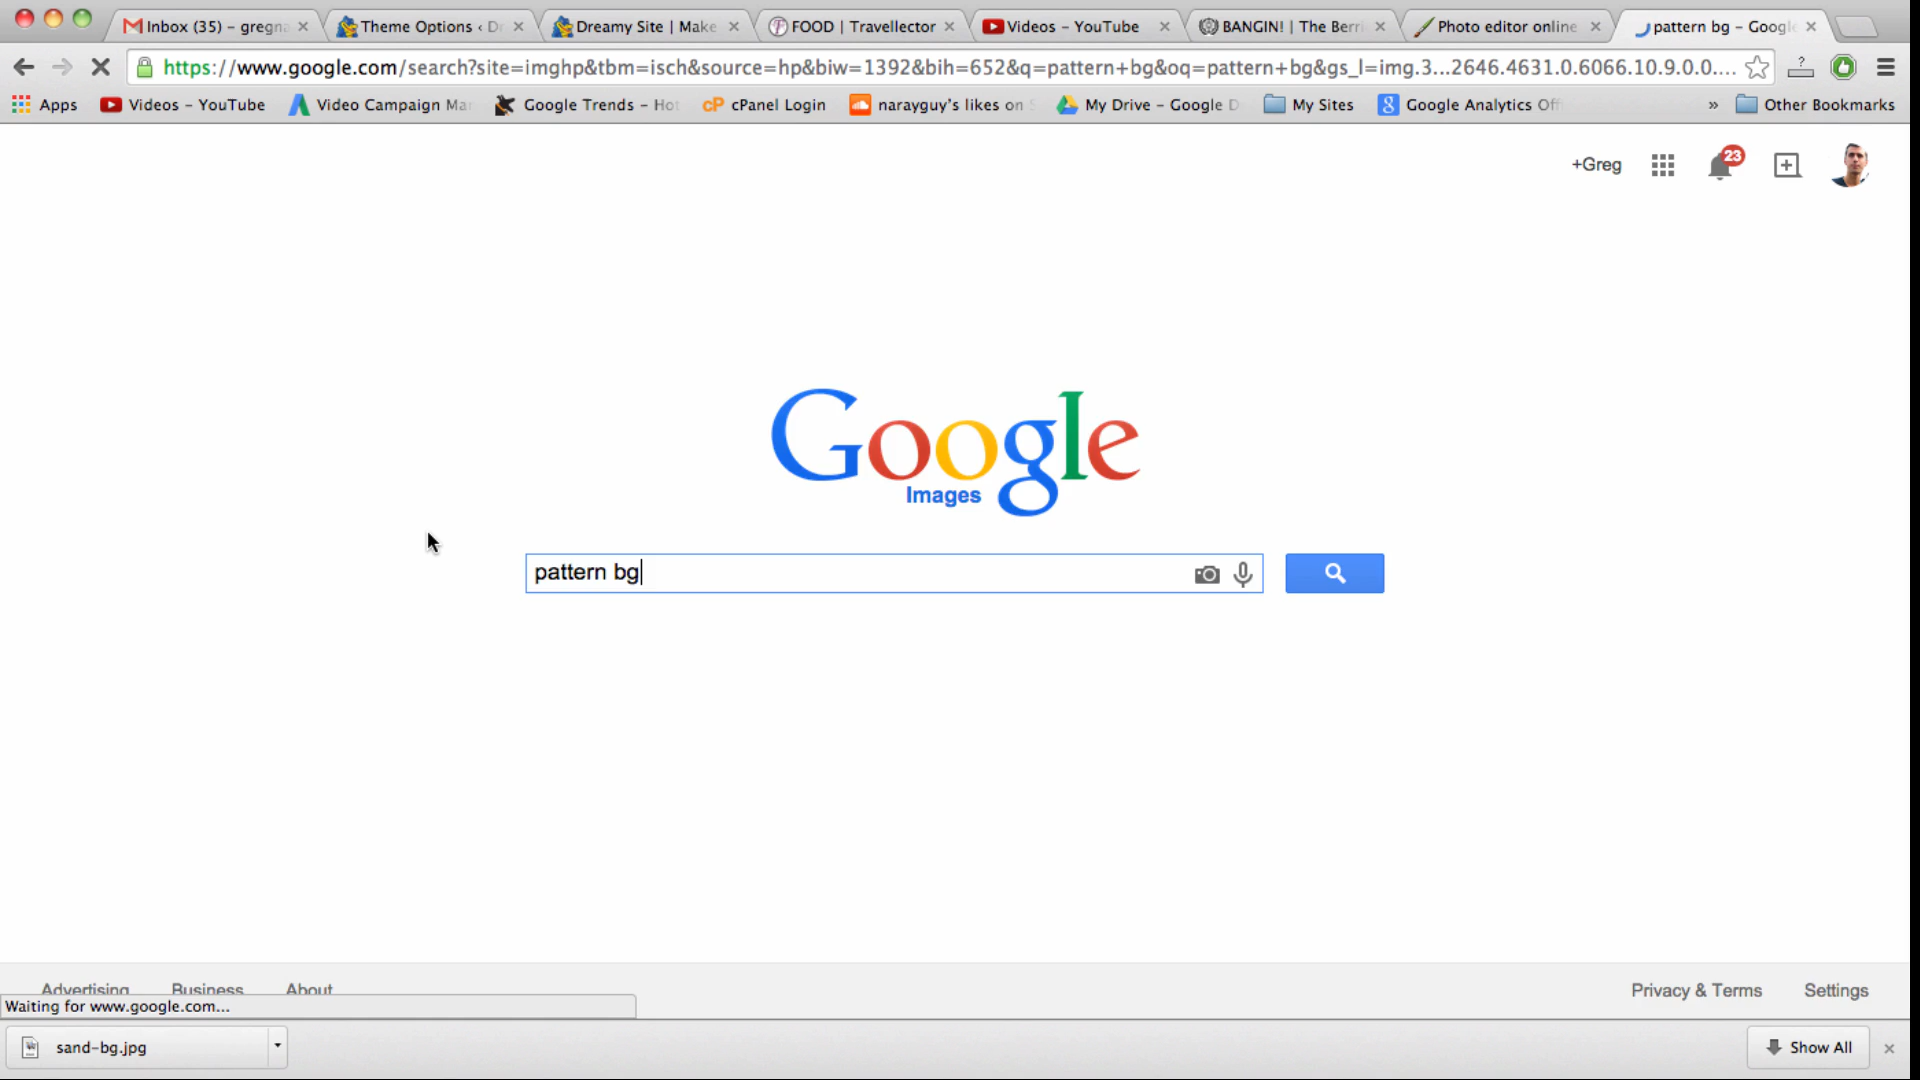 Inbox (35) – gregna Theme Options ‹ Dr Dreamy Site | Make FOOD | Travellector Videos – YouTube BANGIN! | The Berri Photo editor online pattern bg – Googl
https://www.google.com/search?site=imghp&tbm=isch&source=hp&biw=1392&bih=652&q=pattern+bg&oq=pattern+bg&gs_l=img.3...2646.4631.0.6066.10.9.0.0....
Apps Videos – YouTube Video Campaign Ma Google Trends – Hot cPanel Login narayguy's likes on My Drive – Google D My Sites Google Analytics Off » Other Bookmarks
+Greg 23
Google
Images
pattern bg
Advertising Business About Privacy & Terms Settings
Waiting for www.google.com...
sand-bg.jpg Show All